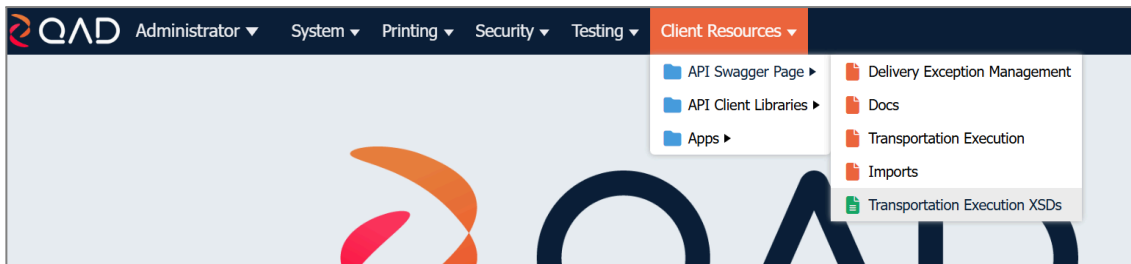 QAD Administrator ▼ System ▼ Printing ▼ Security ▼ Testing ▼ Client Resources ▼
API Swagger Page ▶
API Client Libraries ▶
Apps ▶
Delivery Exception Management
Docs
Transportation Execution
Imports
Transportation Execution XSDs
QAD